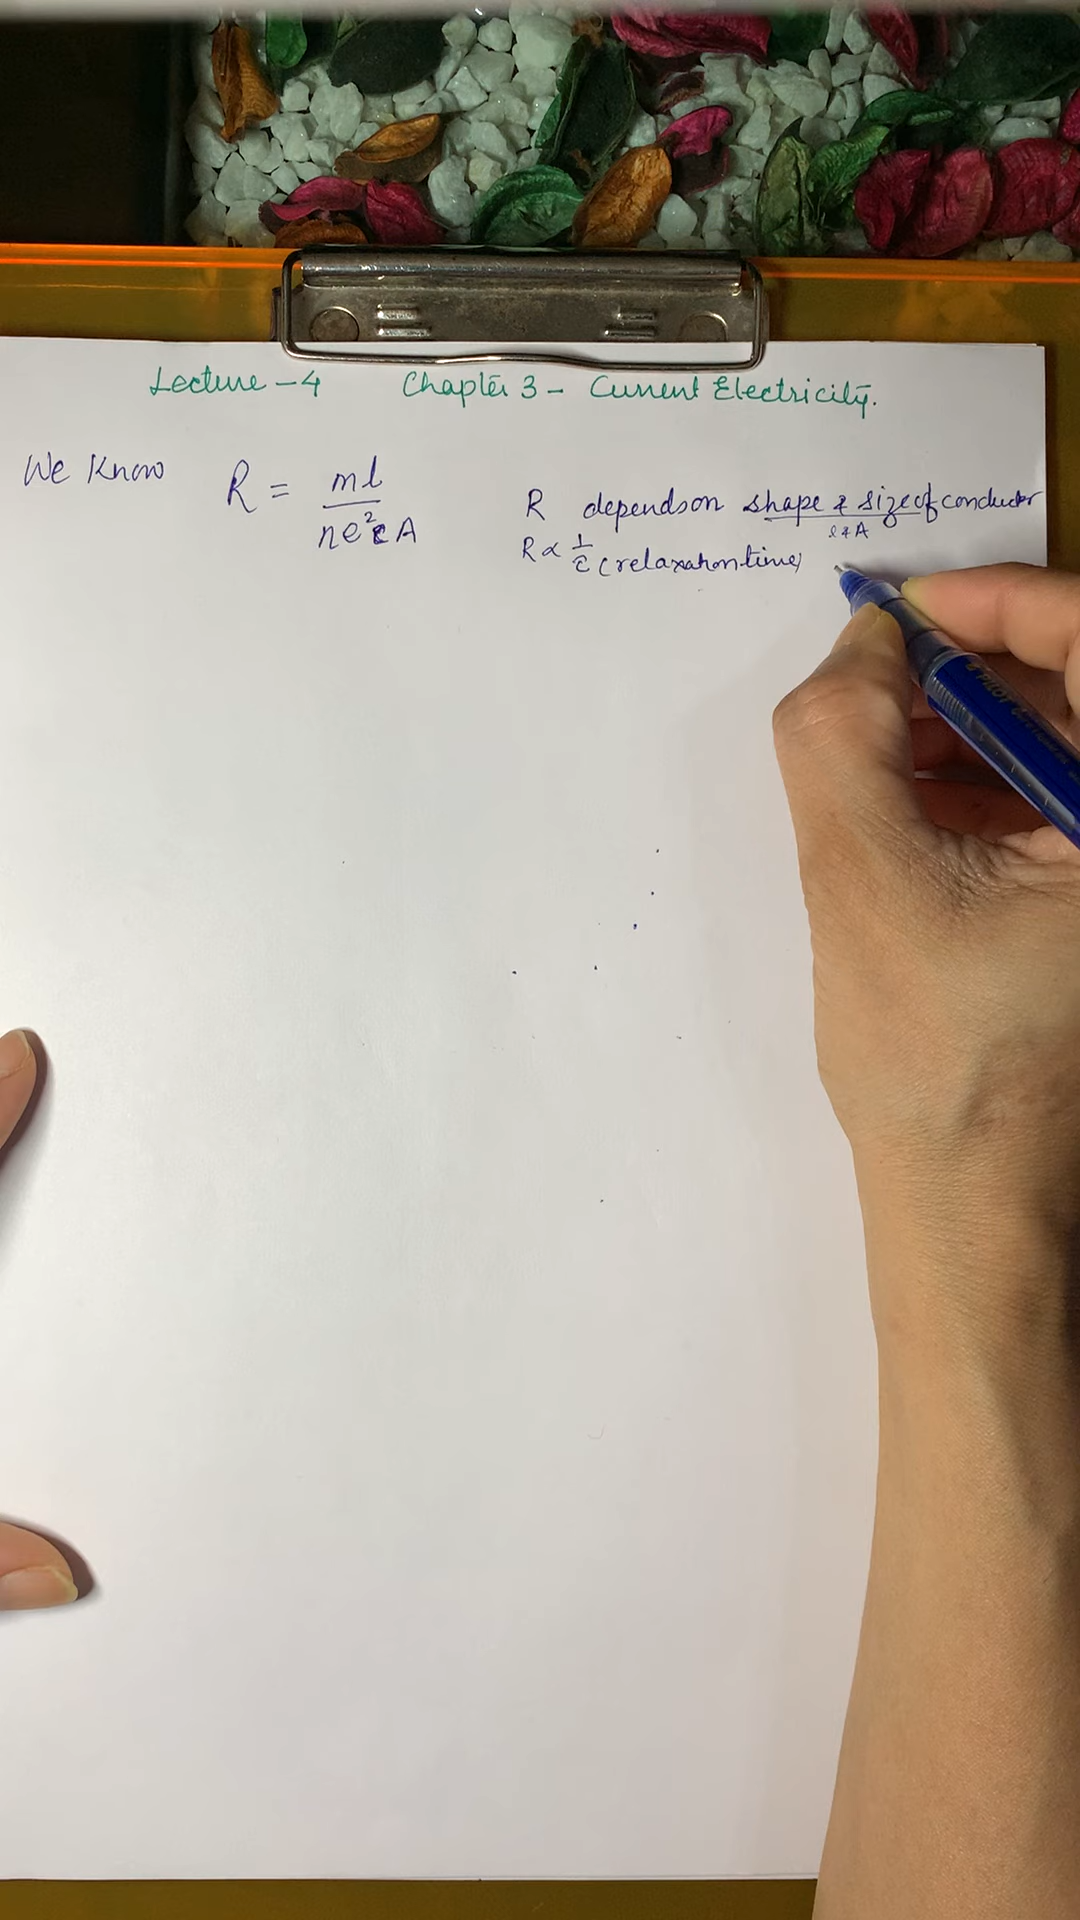 Lecture - 4 Chapter 3 - Current Electricity.
We Know R = ml / ne²τA
R depends on shape & size of conductor
l & A
R ∝ 1/τ (relaxation time)
PILOT